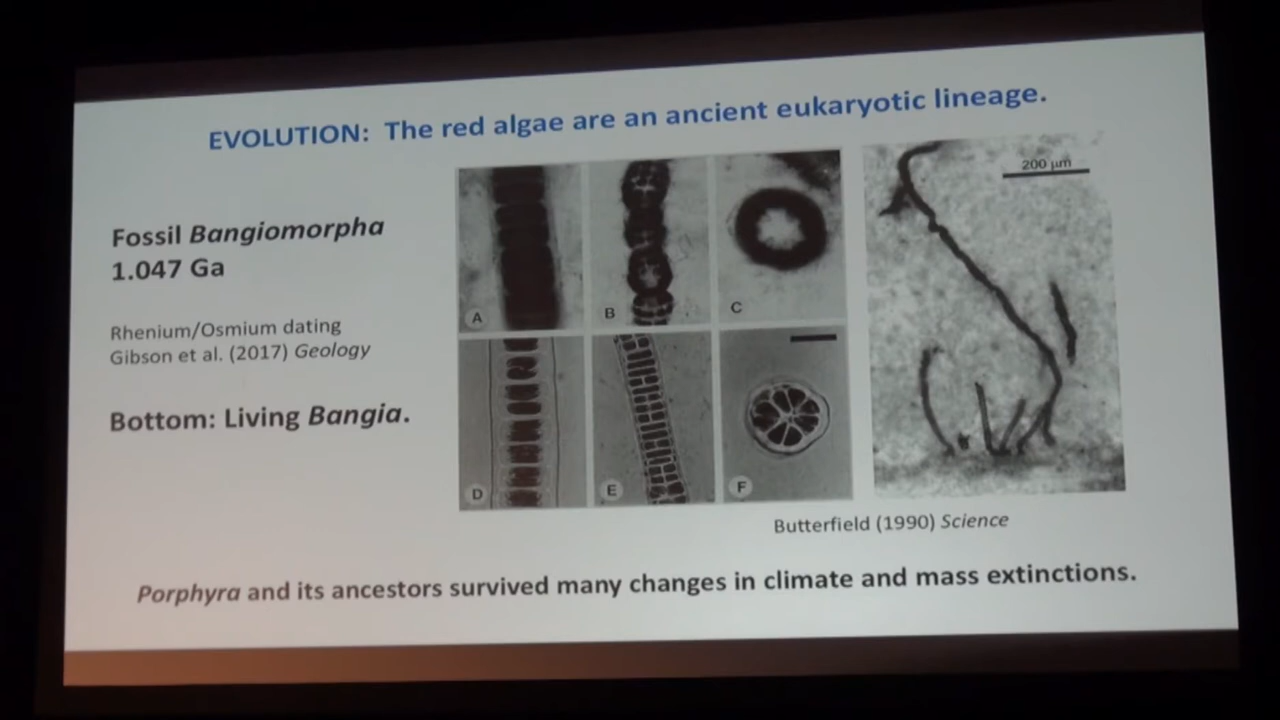 EVOLUTION: The red algae are an ancient eukaryotic lineage.
Fossil Bangiomorpha
1.047 Ga
Rhenium/Osmium dating
Gibson et al. (2017) Geology
Bottom: Living Bangia.
A
B
C
D
E
F
200 µm
Butterfield (1990) Science
Porphyra and its ancestors survived many changes in climate and mass extinctions.